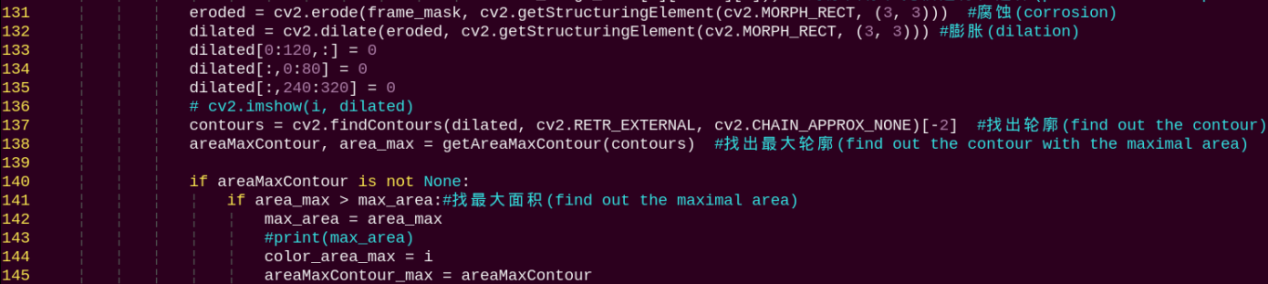 131 eroded = cv2.erode(frame_mask, cv2.getStructuringElement(cv2.MORPH_RECT, (3, 3)))  #腐蚀(corrosion)
132 dilated = cv2.dilate(eroded, cv2.getStructuringElement(cv2.MORPH_RECT, (3, 3))) #膨胀(dilation)
133 dilated[0:120,:] = 0
134 dilated[:,0:80] = 0
135 dilated[:,240:320] = 0
136 # cv2.imshow(i, dilated)
137 contours = cv2.findContours(dilated, cv2.RETR_EXTERNAL, cv2.CHAIN_APPROX_NONE)[-2]  #找出轮廓(find out the contour)
138 areaMaxContour, area_max = getAreaMaxContour(contours)  #找出最大轮廓(find out the contour with the maximal area)
139
140 if areaMaxContour is not None:
141 if area_max > max_area:#找最大面积(find out the maximal area)
142 max_area = area_max
143 #print(max_area)
144 color_area_max = i
145 areaMaxContour_max = areaMaxContour